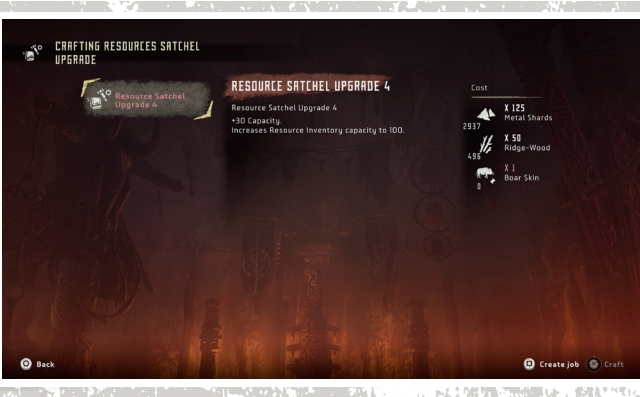 CRAFTING RESOURCES SATCHEL
UPGRADE
Resource Satchel
Upgrade 4
RESOURCE SATCHEL UPGRADE 4
Resource Satchel Upgrade 4
+30 Capacity.
Increases Resource Inventory capacity to 100.
Cost
X 125
Metal Shards
2937
X 50
Ridge-Wood
496
X 1
Boar Skin
0
Back
Create job
Craft